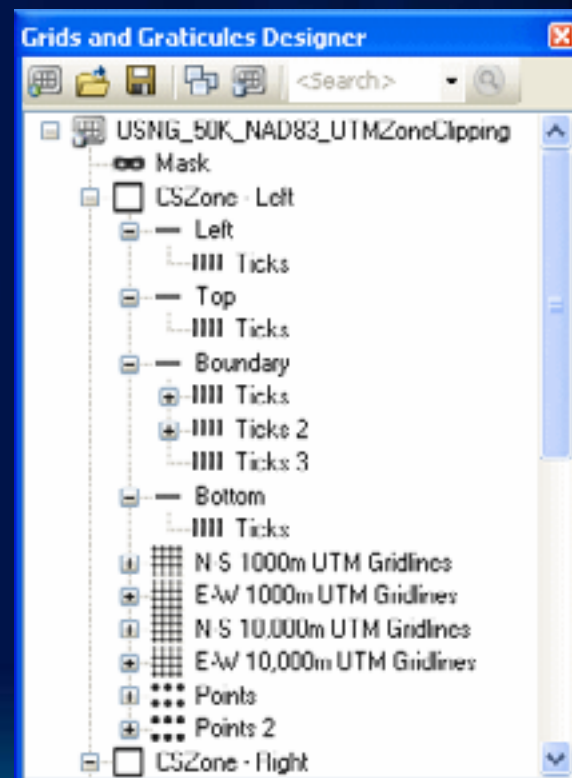 Grids and Graticules Designer
<Search>
USNG_50K_NAD83_UTMZoneClipping
Mask
CSZone - Left
Left
Ticks
Top
Ticks
Boundary
Ticks
Ticks 2
Ticks 3
Bottom
Ticks
N-S 1000m UTM Gridlines
E-W 1000m UTM Gridlines
N-S 10,000m UTM Gridlines
E-W 10,000m UTM Gridlines
Points
Points 2
CSZone - Right